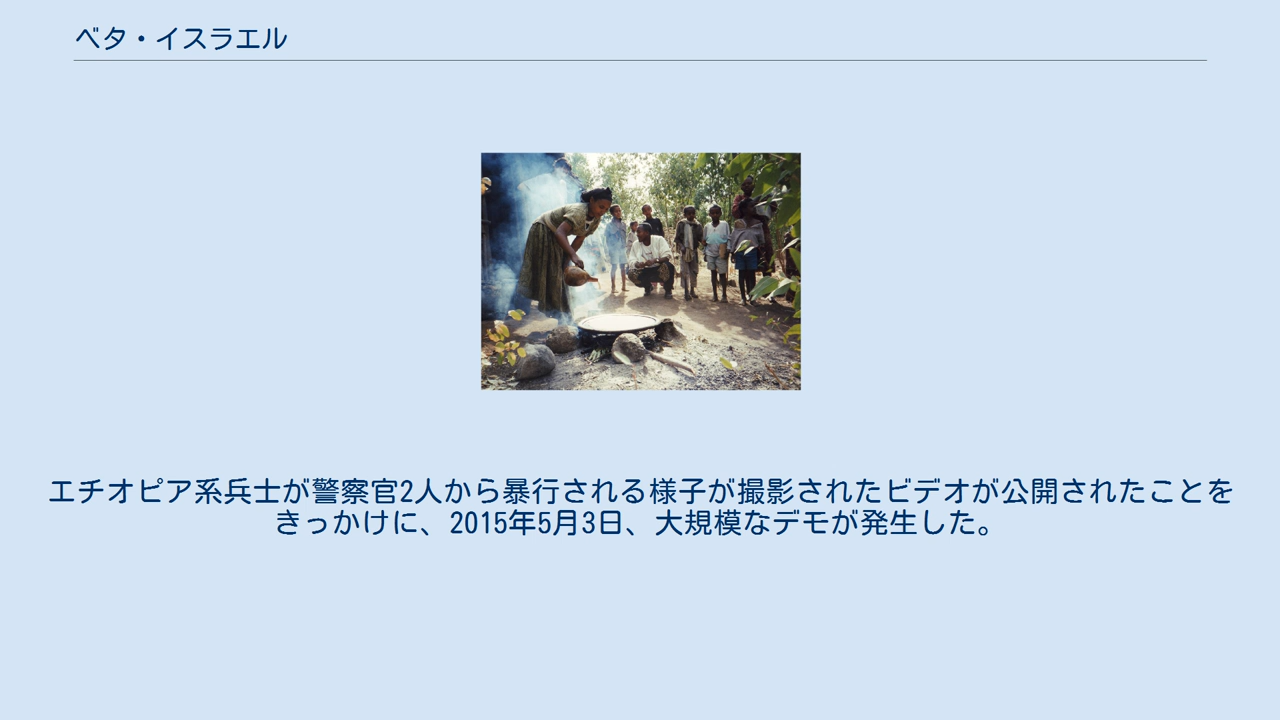 ベタ・イスラエル
エチオピア系兵士が警察官2人から暴行される様子が撮影されたビデオが公開されたことを
きっかけに、2015年5月3日、大規模なデモが発生した。